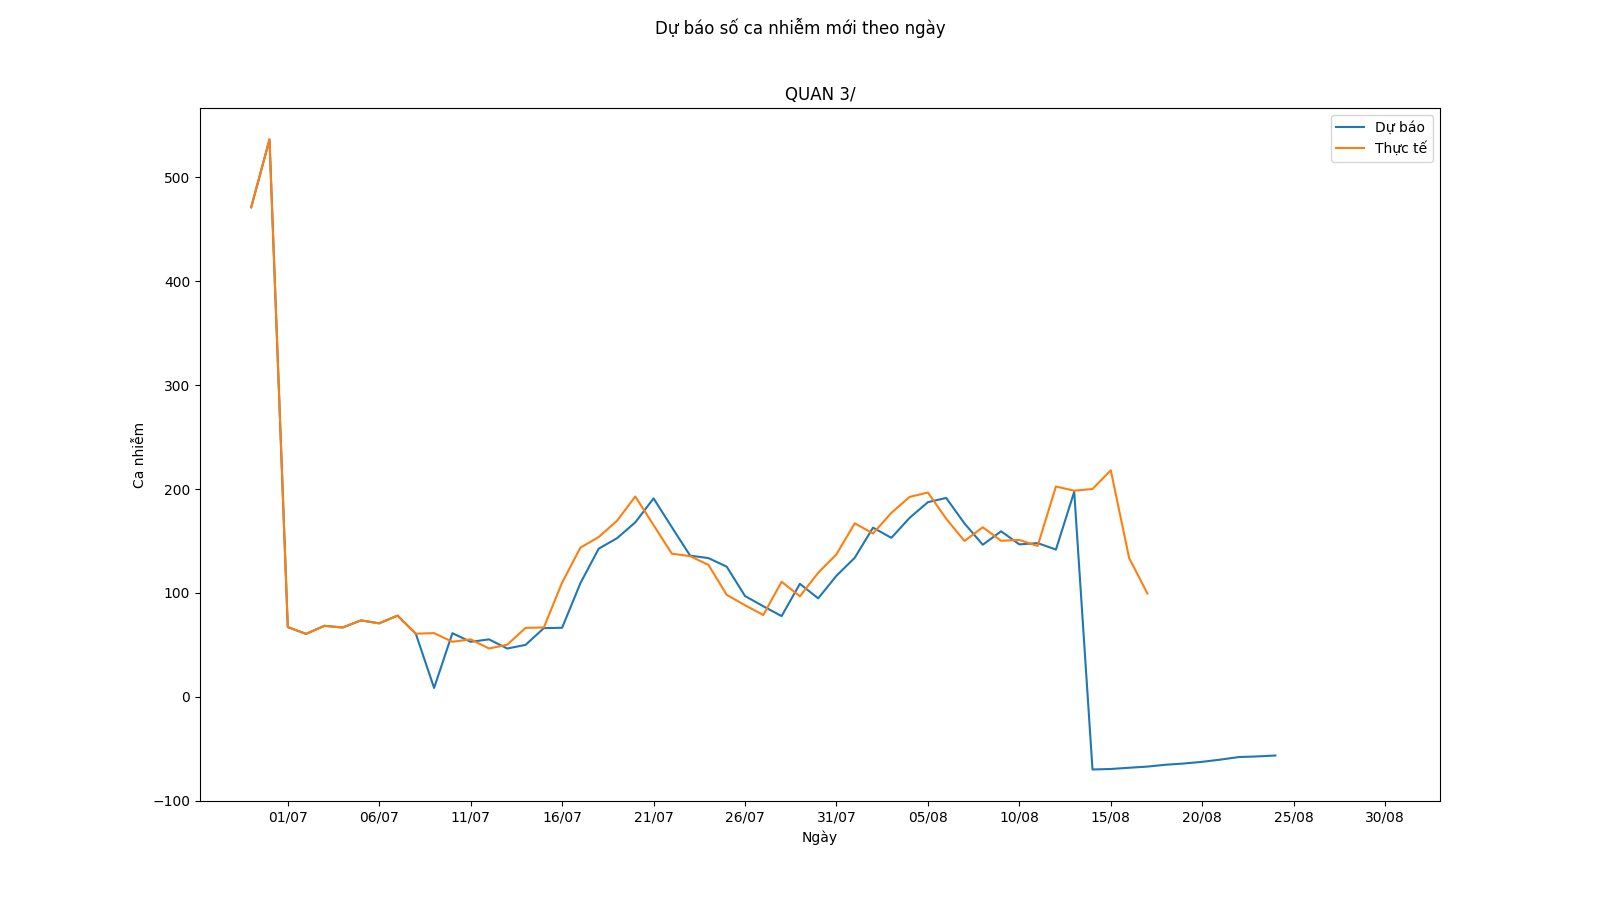 Dự báo số ca nhiễm mới theo ngày
QUAN 3/
Dự báo
Thực tế
500
400
300
200
100
0
−100
Ca nhiễm
01/07 06/07 11/07 16/07 21/07 26/07 31/07 05/08 10/08 15/08 20/08 25/08 30/08
Ngày